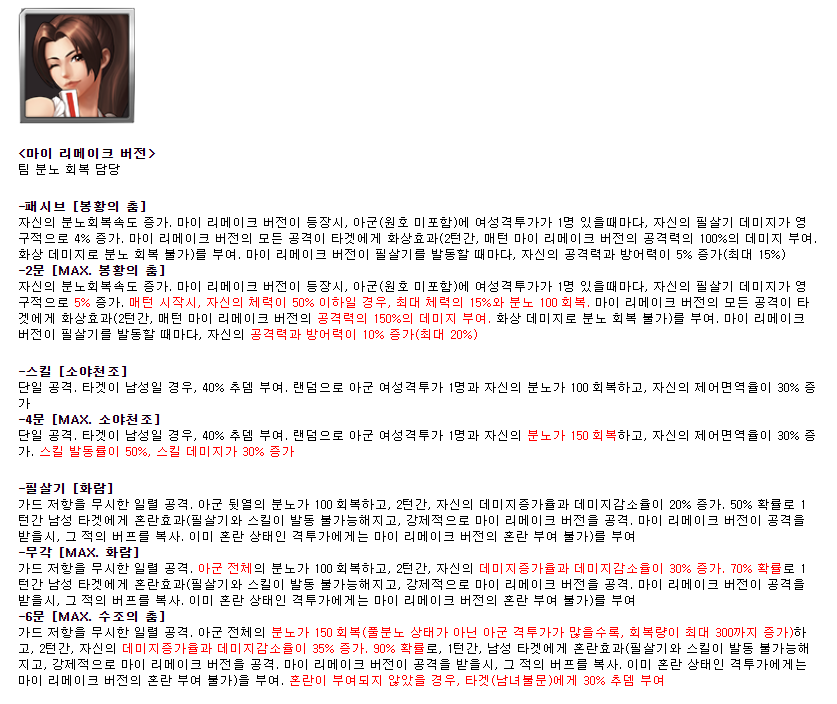 <마이 리메이크 버전>
팀 분노 회복 담당
-패시브 [봉황의 춤]
자신의 분노회복속도 증가. 마이 리메이크 버전이 등장시, 아군(원호 미포함)에 여성격투가가 1명 있을때마다, 자신의 필살기 데미지가 영
구적으로 4% 증가. 마이 리메이크 버전의 모든 공격이 타겟에게 화상효과(2턴간, 매턴 마이 리메이크 버전의 공격력의 100%의 데미지 부여.
화상 데미지로 분노 회복 불가)를 부여. 마이 리메이크 버전이 필살기를 발동할 때마다, 자신의 공격력과 방어력이 5% 증가(최대 15%)
-2문 [MAX. 봉황의 춤]
자신의 분노회복속도 증가. 마이 리메이크 버전이 등장시, 아군(원호 미포함)에 여성격투가가 1명 있을때마다, 자신의 필살기 데미지가 영
구적으로 5% 증가. 매턴 시작시, 자신의 체력이 50% 이하일 경우, 최대 체력의 15%와 분노 100 회복. 마이 리메이크 버전의 모든 공격이 타
겟에게 화상효과(2턴간, 매턴 마이 리메이크 버전의 공격력의 150%의 데미지 부여. 화상 데미지로 분노 회복 불가)를 부여. 마이 리메이크
버전이 필살기를 발동할 때마다, 자신의 공격력과 방어력이 10% 증가(최대 20%)
-스킬 [소야천조]
단일 공격. 타겟이 남성일 경우, 40% 추뎀 부여. 랜덤으로 아군 여성격투가 1명과 자신의 분노가 100 회복하고, 자신의 제어면역율이 30% 증
가
-4문 [MAX. 소야천조]
단일 공격. 타겟이 남성일 경우, 40% 추뎀 부여. 랜덤으로 아군 여성격투가 1명과 자신의 분노가 150 회복하고, 자신의 제어면역율이 30% 증
가. 스킬 발동률이 50%, 스킬 데미지가 30% 증가
-필살기 [화람]
가드 저항을 무시한 일렬 공격. 아군 뒷열의 분노가 100 회복하고, 2턴간, 자신의 데미지증가율과 데미지감소율이 20% 증가. 50% 확률로 1
턴간 남성 타겟에게 혼란효과(필살기와 스킬이 발동 불가능해지고, 강제적으로 마이 리메이크 버전을 공격. 마이 리메이크 버전이 공격을
받을시, 그 적의 버프를 복사. 이미 혼란 상태인 격투가에게는 마이 리메이크 버전의 혼란 부여 불가)를 부여
-무각 [MAX. 화람]
가드 저항을 무시한 일렬 공격. 아군 전체의 분노가 100 회복하고, 2턴간, 자신의 데미지증가율과 데미지감소율이 30% 증가. 70% 확률로 1
턴간 남성 타겟에게 혼란효과(필살기와 스킬이 발동 불가능해지고, 강제적으로 마이 리메이크 버전을 공격. 마이 리메이크 버전이 공격을
받을시, 그 적의 버프를 복사. 이미 혼란 상태인 격투가에게는 마이 리메이크 버전의 혼란 부여 불가)를 부여
-6문 [MAX. 수조의 춤]
가드 저항을 무시한 일렬 공격. 아군 전체의 분노가 150 회복(풀분노 상태가 아닌 아군 격투가가 많을수록, 회복량이 최대 300까지 증가)하
고, 2턴간, 자신의 데미지증가율과 데미지감소율이 35% 증가. 90% 확률로, 1턴간, 남성 타겟에게 혼란효과(필살기와 스킬이 발동 불가능해
지고, 강제적으로 마이 리메이크 버전을 공격. 마이 리메이크 버전이 공격을 받을시, 그 적의 버프를 복사. 이미 혼란 상태인 격투가에게는
마이 리메이크 버전의 혼란 부여 불가)을 부여. 혼란이 부여되지 않았을 경우, 타겟(남녀불문)에게 30% 추뎀 부여